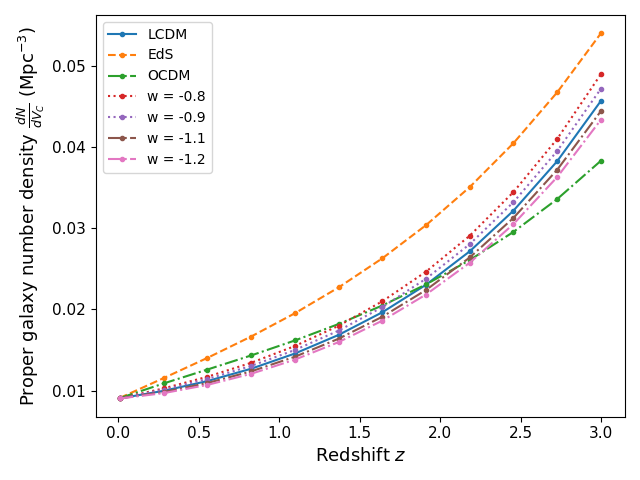 LCDM
EdS
OCDM
w = -0.8
w = -0.9
w = -1.1
w = -1.2
Proper galaxy number density $\frac{dN}{dV_C}$ (Mpc$^{-3}$)
0.05
0.04
0.03
0.02
0.01
0.0 0.5 1.0 1.5 2.0 2.5 3.0
Redshift z